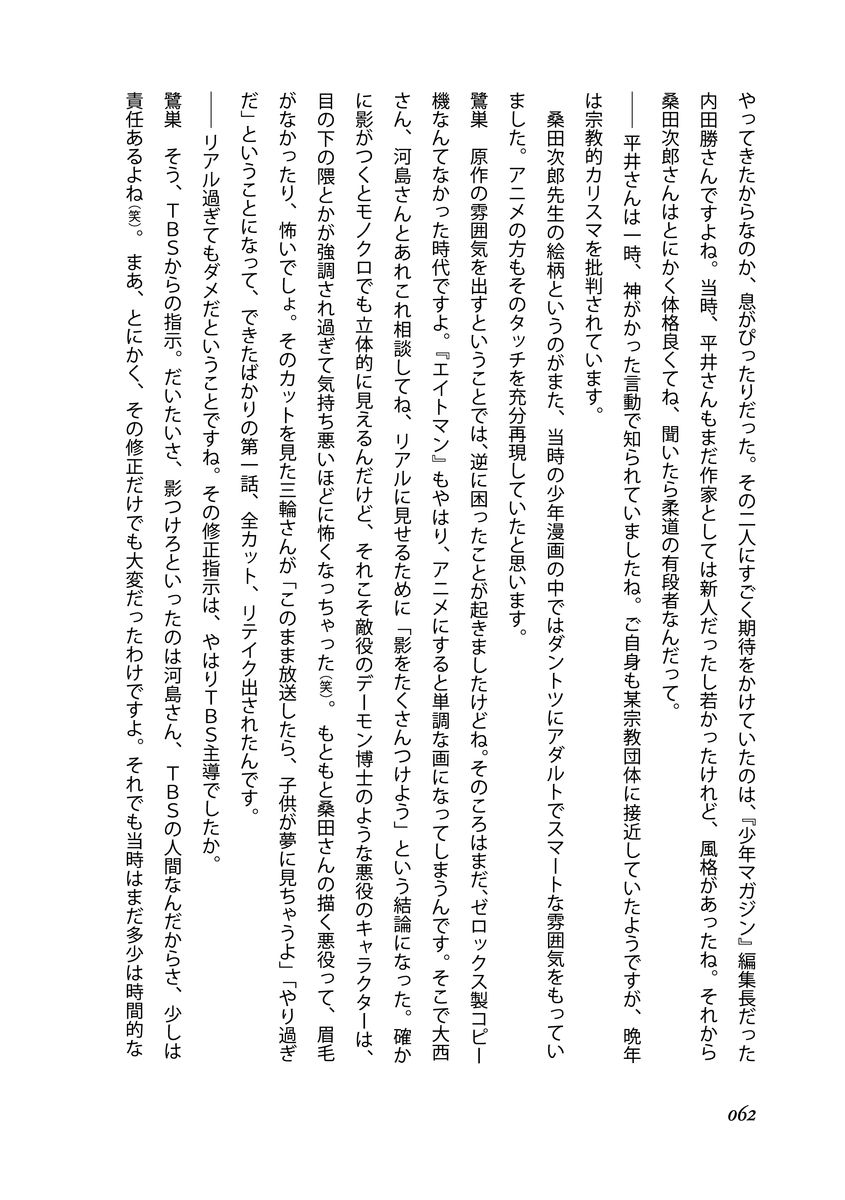 やってきたからなのか、息がぴったりだった。その二人にすごく期待をかけていたのは、『少年マガジン』編集長だった
内田勝さんですよね。当時、平井さんもまだ作家としては新人だったし若かったけれど、風格があったね。それから
桑田次郎さんはとにかく体格良くてね、聞いたら柔道の有段者なんだって。
――平井さんは一時、神がかった言動で知られていましたね。ご自身も某宗教団体に接近していたようですが、晩年
は宗教的カリスマを批判されています。
　桑田次郎先生の絵柄というのがまた、当時の少年漫画の中ではダントツにアダルトでスマートな雰囲気をもってい
ました。アニメの方もそのタッチを充分再現していたと思います。
鷺巣　原作の雰囲気を出すということでは、逆に困ったことが起きましたけどね。そのころはまだ、ゼロックス製コピー
機なんてなかった時代ですよ。『エイトマン』もやはり、アニメにすると単調な画になってしまうんです。そこで大西
さん、河島さんとあれこれ相談してね、リアルに見せるために「影をたくさんつけよう」という結論になった。確か
に影がつくとモノクロでも立体的に見えるんだけど、それこそ敵役のデーモン博士のような悪役のキャラクターは、
目の下の隈とかが強調され過ぎて気持ち悪いほどに怖くなっちゃった（笑）。もともと桑田さんの描く悪役って、眉毛
がなかったり、怖いでしょ。そのカットを見た三輪さんが「このまま放送したら、子供が夢に見ちゃうよ」「やり過ぎ
だ」ということになって、できたばかりの第一話、全カット、リテイク出されたんです。
――リアル過ぎてもダメだということですね。その修正指示は、やはりＴＢＳ主導でしたか。
鷺巣　そう、ＴＢＳからの指示。だいたいさ、影つけろといったのは河島さん、ＴＢＳの人間なんだからさ、少しは
責任あるよね（笑）。まあ、とにかく、その修正だけでも大変だったわけですよ。それでも当時はまだ多少は時間的な
062